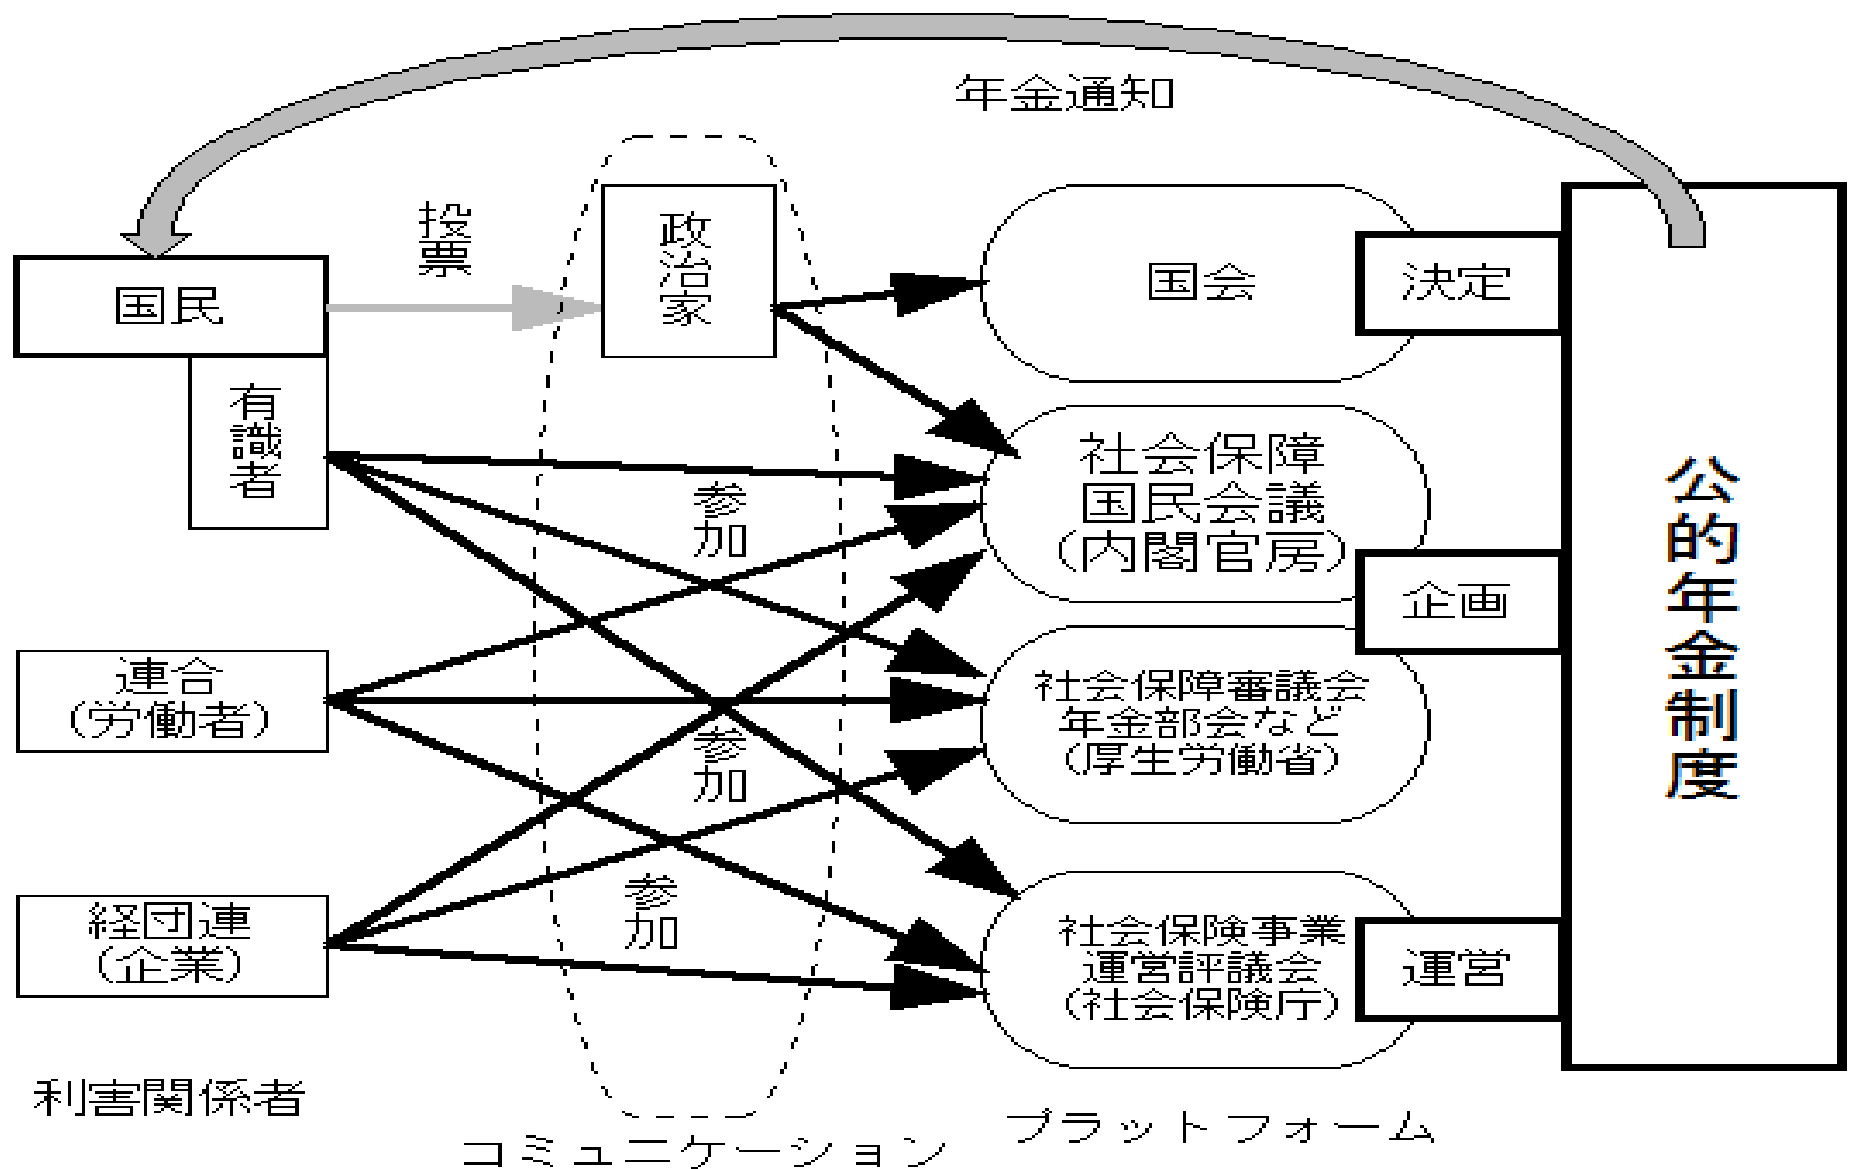 年金通知
投票
政治家
国会
決定
国民
有識者
社会保障
国民会議
(内閣官房)
参加
企画
公的年金制度
連合
(労働者)
社会保障審議会
年金部会など
(厚生労働省)
参加
経団連
(企業)
参加
社会保険事業
運営評議会
(社会保険庁)
運営
利害関係者
コミュニケーション
プラットフォーム